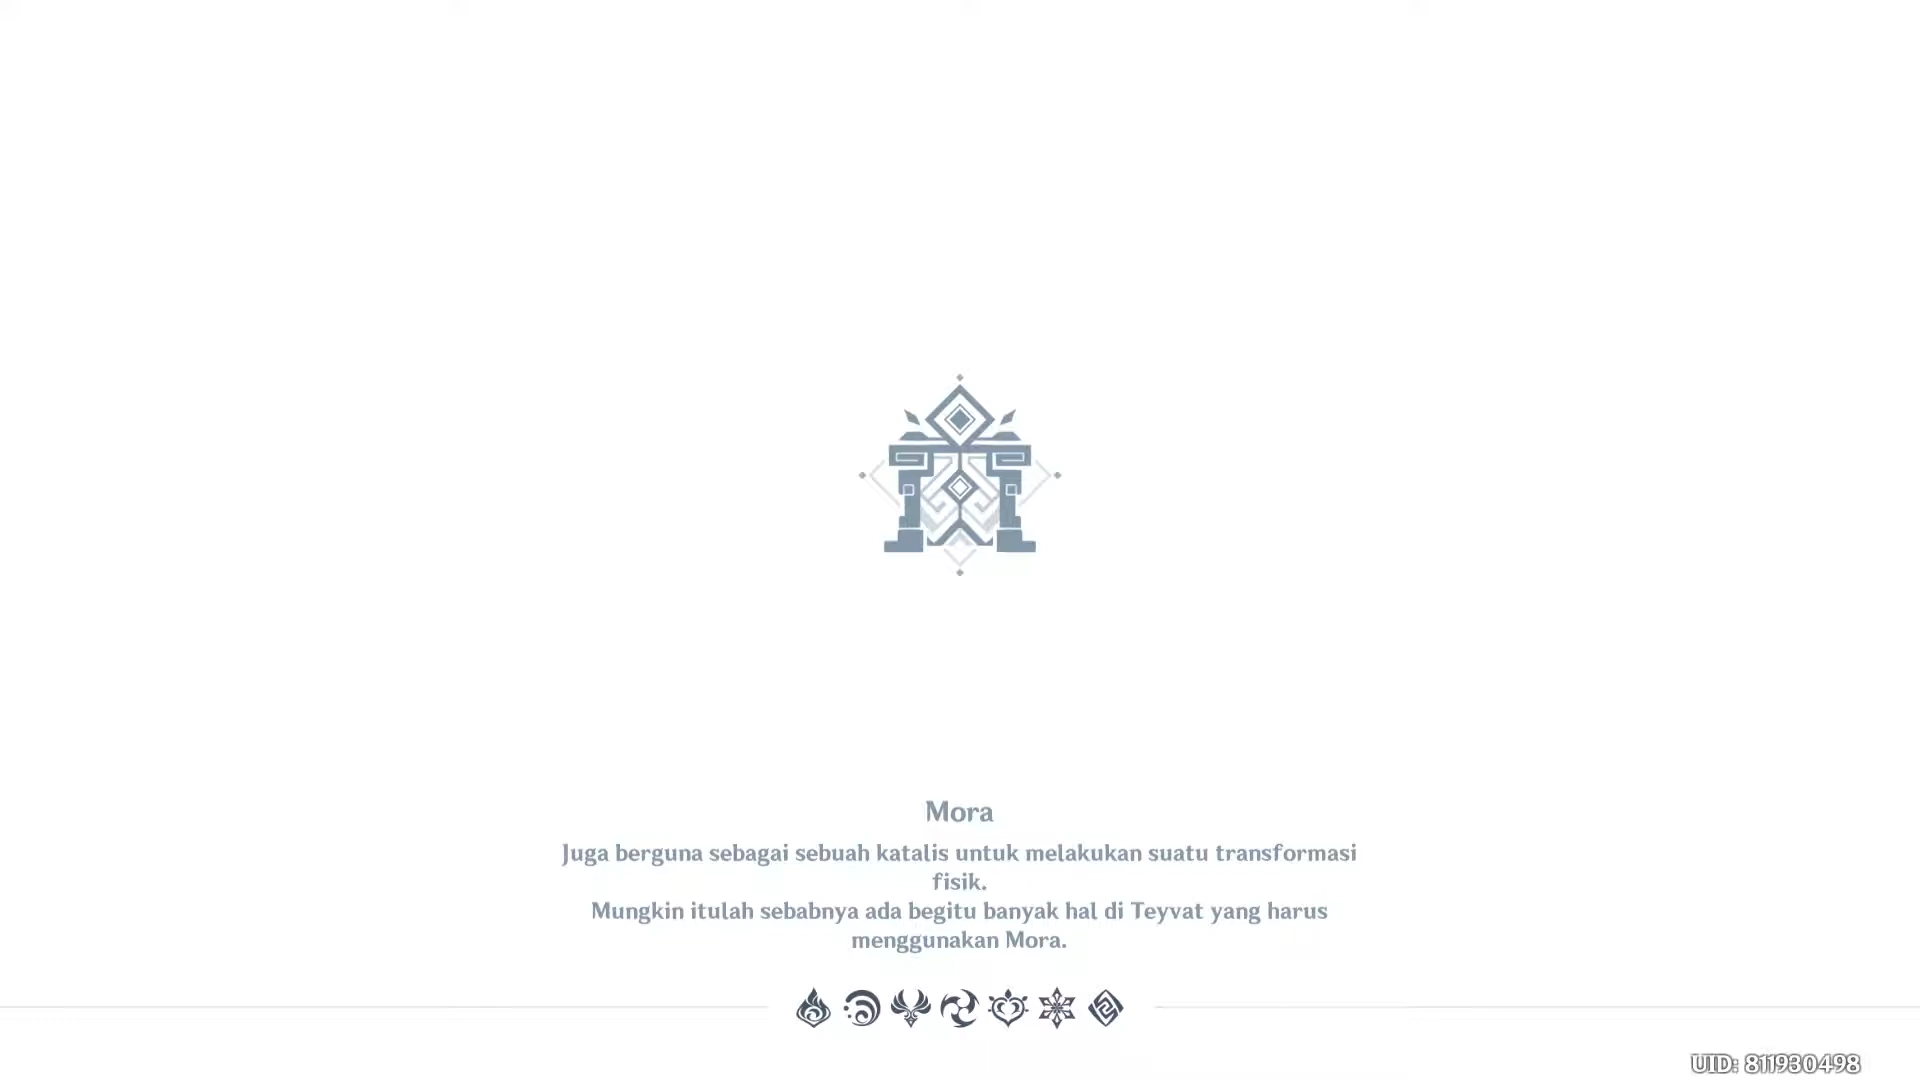 Mora
Juga berguna sebagai sebuah katalis untuk melakukan suatu transformasi
fisik.
Mungkin itulah sebabnya ada begitu banyak hal di Teyvat yang harus
menggunakan Mora.
UID: 811930498